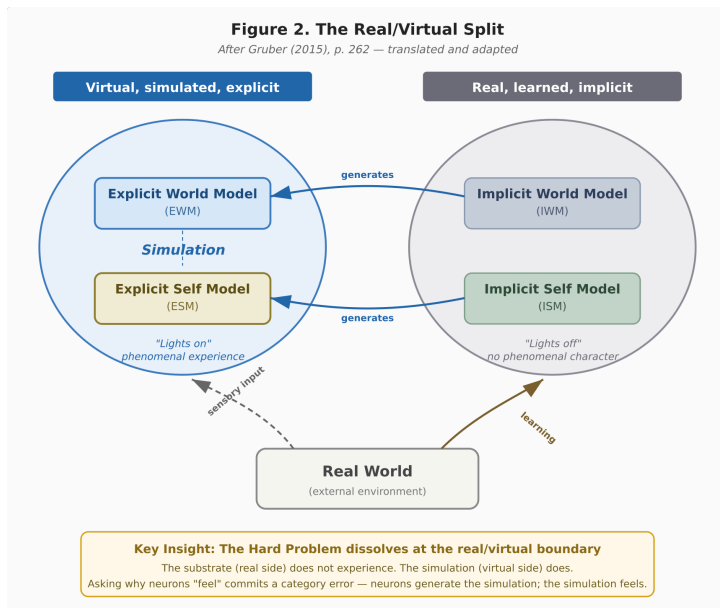 Figure 2. The Real/Virtual Split
After Gruber (2015), p. 262 — translated and adapted
Virtual, simulated, explicit
Real, learned, implicit
generates
Explicit World Model
(EWM)
Implicit World Model
(IWM)
Simulation
Explicit Self Model
(ESM)
Implicit Self Model
(ISM)
generates
"Lights on"
phenomenal experience
"Lights off"
no phenomenal character
sensory input
learning
Real World
(external environment)
Key Insight: The Hard Problem dissolves at the real/virtual boundary
The substrate (real side) does not experience. The simulation (virtual side) does.
Asking why neurons "feel" commits a category error — neurons generate the simulation; the simulation feels.